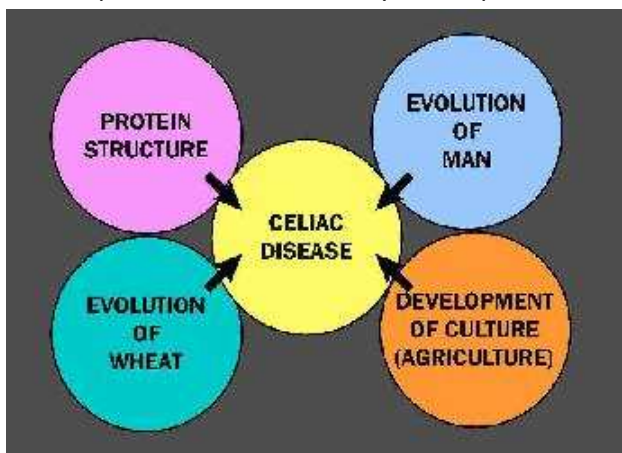 PROTEIN
STRUCTURE
EVOLUTION
OF
MAN
CELIAC
DISEASE
EVOLUTION
OF
WHEAT
DEVELOPMENT
OF CULTURE
(AGRICULTURE)